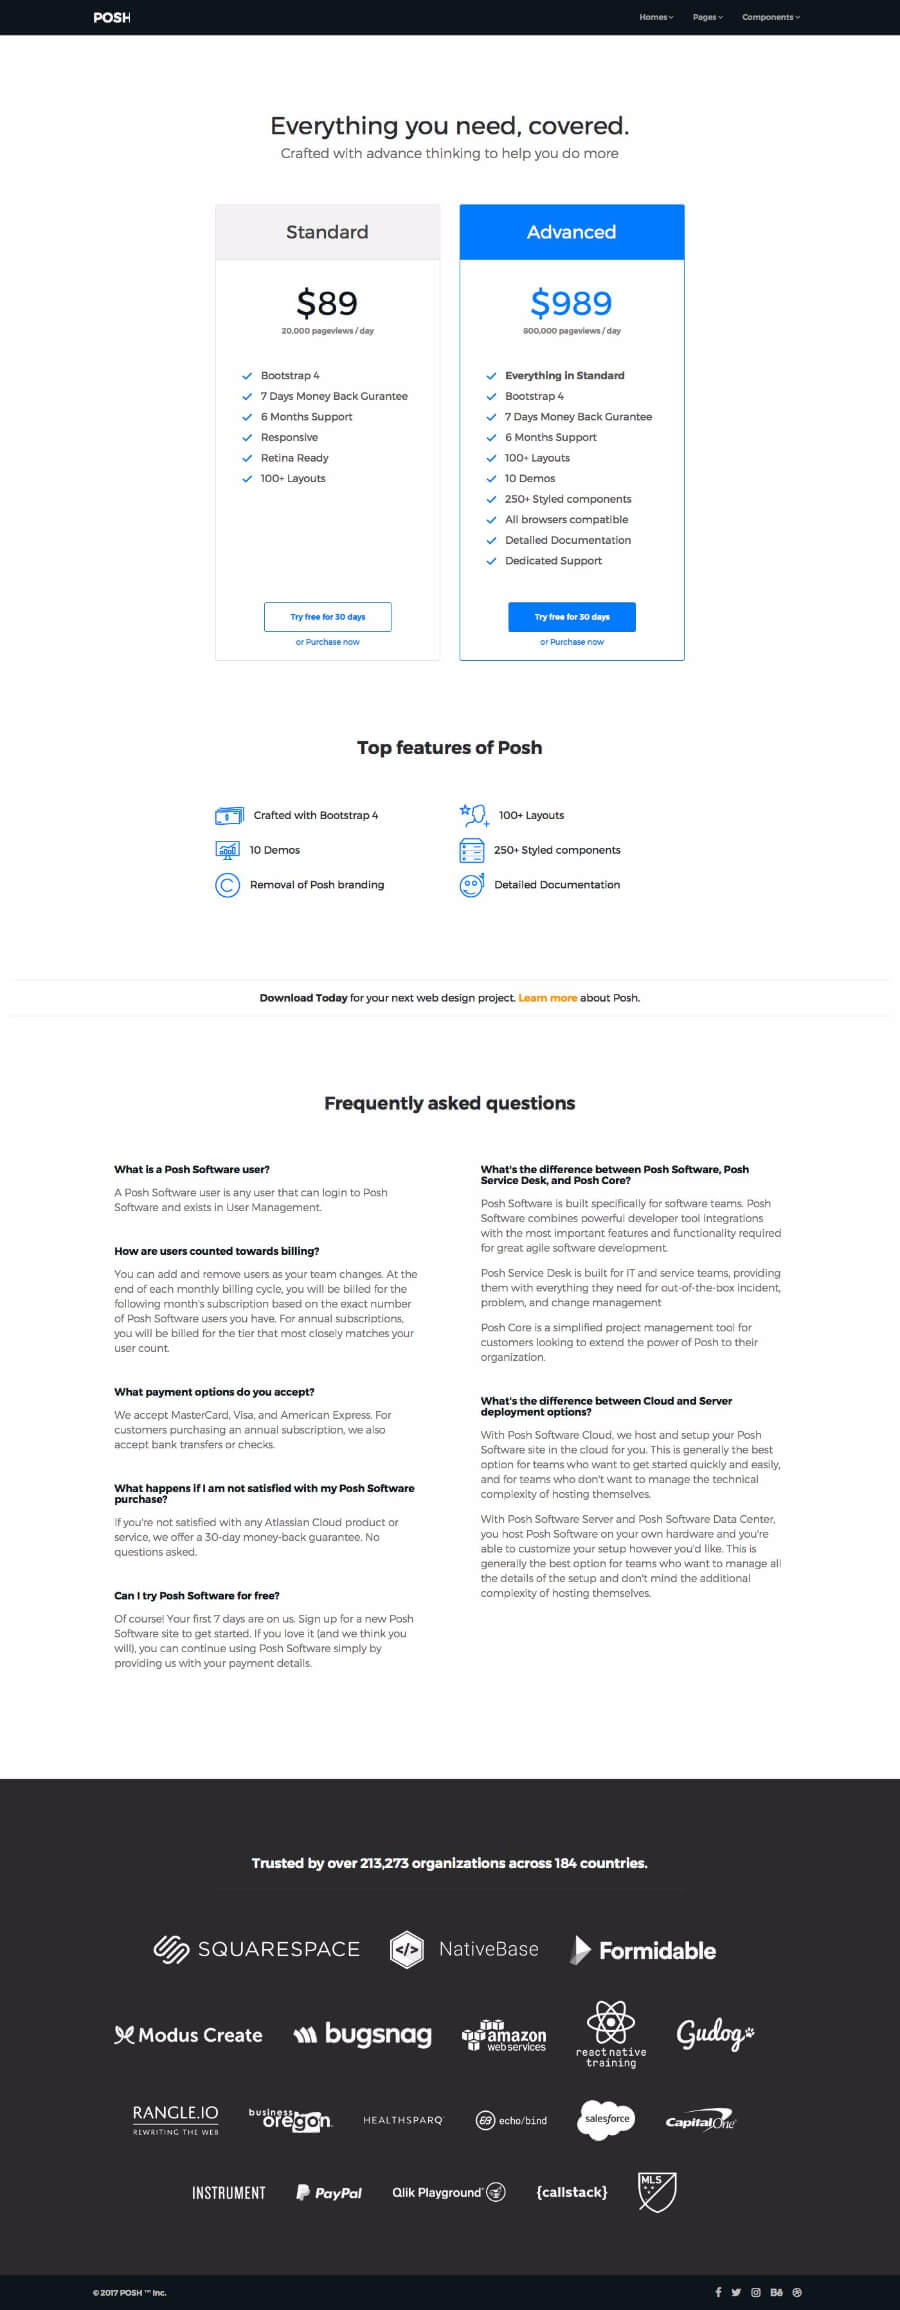 POSH
Homes Pages Components
Everything you need, covered.
Crafted with advance thinking to help you do more
Standard
$89
20,000 pageviews / day
Bootstrap 4
7 Days Money Back Gurantee
6 Months Support
Responsive
Retina Ready
100+ Layouts
Try free for 30 days
or Purchase now
Advanced
$989
800,000 pageviews / day
Everything in Standard
Bootstrap 4
7 Days Money Back Gurantee
6 Months Support
100+ Layouts
10 Demos
250+ Styled components
All browsers compatible
Detailed Documentation
Dedicated Support
Try free for 30 days
or Purchase now
Top features of Posh
Crafted with Bootstrap 4
100+ Layouts
10 Demos
250+ Styled components
Removal of Posh branding
Detailed Documentation
Download Today for your next web design project. Learn more about Posh.
Frequently asked questions
What is a Posh Software user?
A Posh Software user is any user that can login to Posh
Software and exists in User Management.
How are users counted towards billing?
You can add and remove users as your team changes. At the
end of each monthly billing cycle, you will be billed for the
following month's subscription based on the exact number
of Posh Software users you have. For annual subscriptions,
you will be billed for the tier that most closely matches your
user count.
What payment options do you accept?
We accept MasterCard, Visa, and American Express. For
customers purchasing an annual subscription, we also
accept bank transfers or checks.
What happens if I am not satisfied with my Posh Software
purchase?
If you're not satisfied with any Atlassian Cloud product or
service, we offer a 30-day money-back guarantee. No
questions asked.
Can I try Posh Software for free?
Of course! Your first 7 days are on us. Sign up for a new Posh
Software site to get started. If you love it (and we think you
will), you can continue using Posh Software simply by
providing us with your payment details.
What's the difference between Posh Software, Posh
Service Desk, and Posh Core?
Posh Software is built specifically for software teams. Posh
Software combines powerful developer tool integrations
with the most important features and functionality required
for great agile software development.
Posh Service Desk is built for IT and service teams, providing
them with everything they need for out-of-the-box incident,
problem, and change management
Posh Core is a simplified project management tool for
customers looking to extend the power of Posh to their
organization.
What's the difference between Cloud and Server
deployment options?
With Posh Software Cloud, we host and setup your Posh
Software site in the cloud for you. This is generally the best
option for teams who want to get started quickly and easily,
and for teams who don't want to manage the technical
complexity of hosting themselves.
With Posh Software Server and Posh Software Data Center,
you host Posh Software on your own hardware and you're
able to customize your setup however you'd like. This is
generally the best option for teams who want to manage all
the details of the setup and don't mind the additional
complexity of hosting themselves.
Trusted by over 213,273 organizations across 184 countries.
SQUARESPACE
</> NativeBase
Formidable
Modus Create
bugsnag
amazon
web services
react native
training
Gudog
RANGLE.IO
REWRITING THE WEB
business
oregon
HEALTHSPARQ
echo/bind
salesforce
Capital One
INSTRUMENT
PayPal
Qlik Playground
{callstack}
MLS
© 2017 POSH ™ Inc.